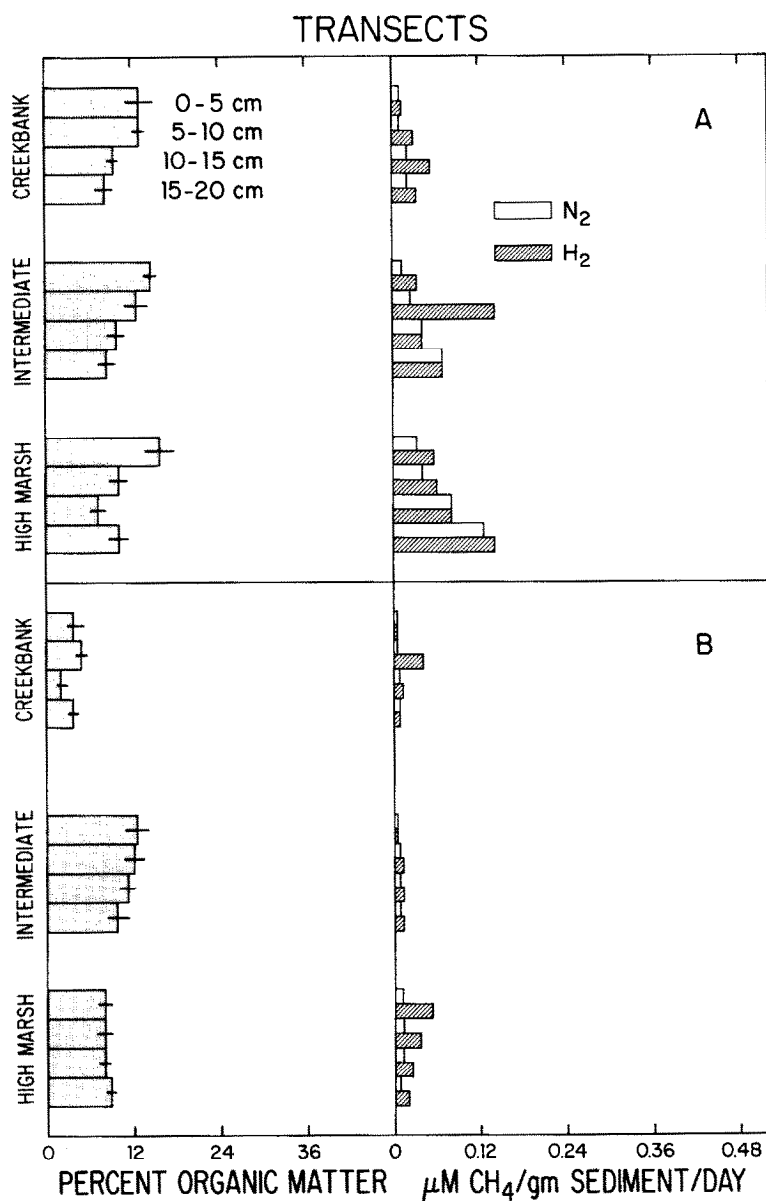 TRANSECTS
CREEKBANK
0-5 cm
5-10 cm
10-15 cm
15-20 cm
A
N₂
H₂
INTERMEDIATE
HIGH MARSH
CREEKBANK
B
INTERMEDIATE
HIGH MARSH
0 12 24 36 0 0.12 0.24 0.36 0.48
PERCENT ORGANIC MATTER μM CH₄/gm SEDIMENT/DAY